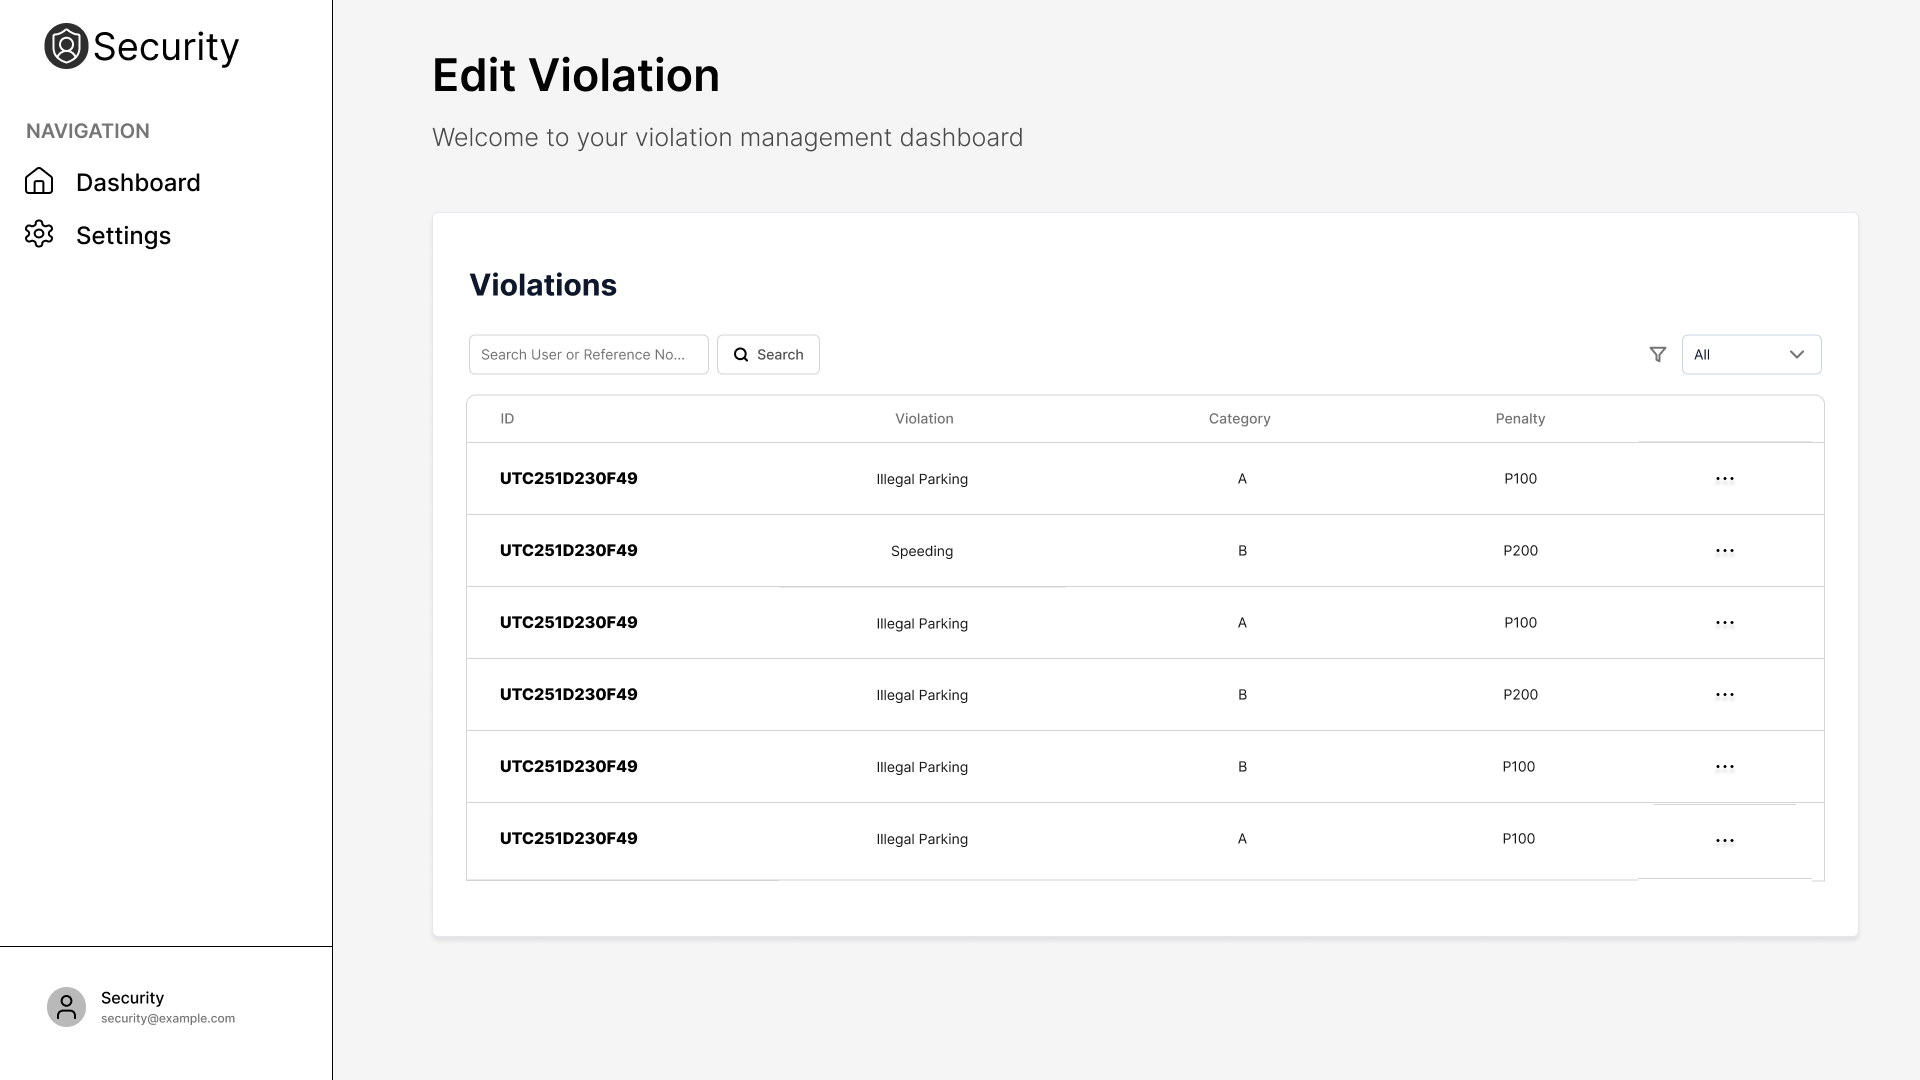 Security
NAVIGATION
Dashboard
Settings
Edit Violation
Welcome to your violation management dashboard
Violations
Search User or Reference No...
Search
All
ID Violation Category Penalty
UTC251D230F49 Illegal Parking A P100 ...
UTC251D230F49 Speeding B P200 ...
UTC251D230F49 Illegal Parking A P100 ...
UTC251D230F49 Illegal Parking B P200 ...
UTC251D230F49 Illegal Parking B P100 ...
UTC251D230F49 Illegal Parking A P100 ...
Security
security@example.com